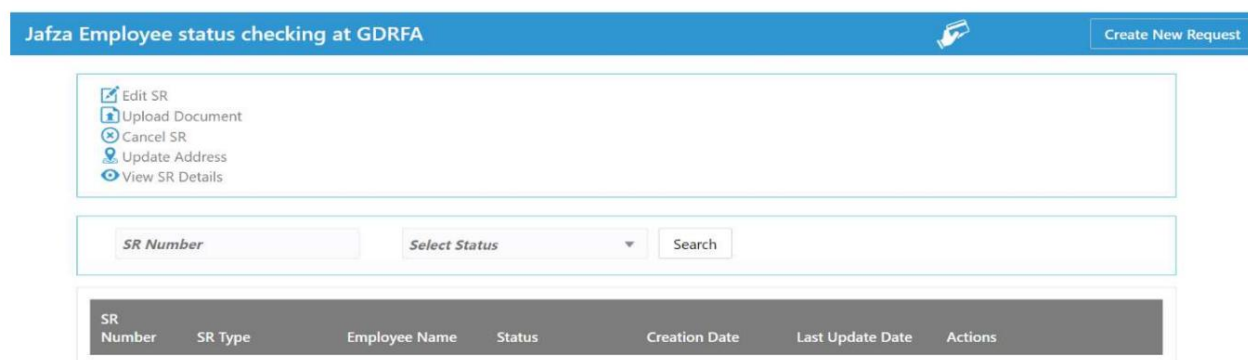 Jafza Employee status checking at GDRFA
Create New Request
Edit SR
Upload Document
Cancel SR
Update Address
View SR Details
SR Number
Select Status
Search
SR
Number SR Type Employee Name Status Creation Date Last Update Date Actions